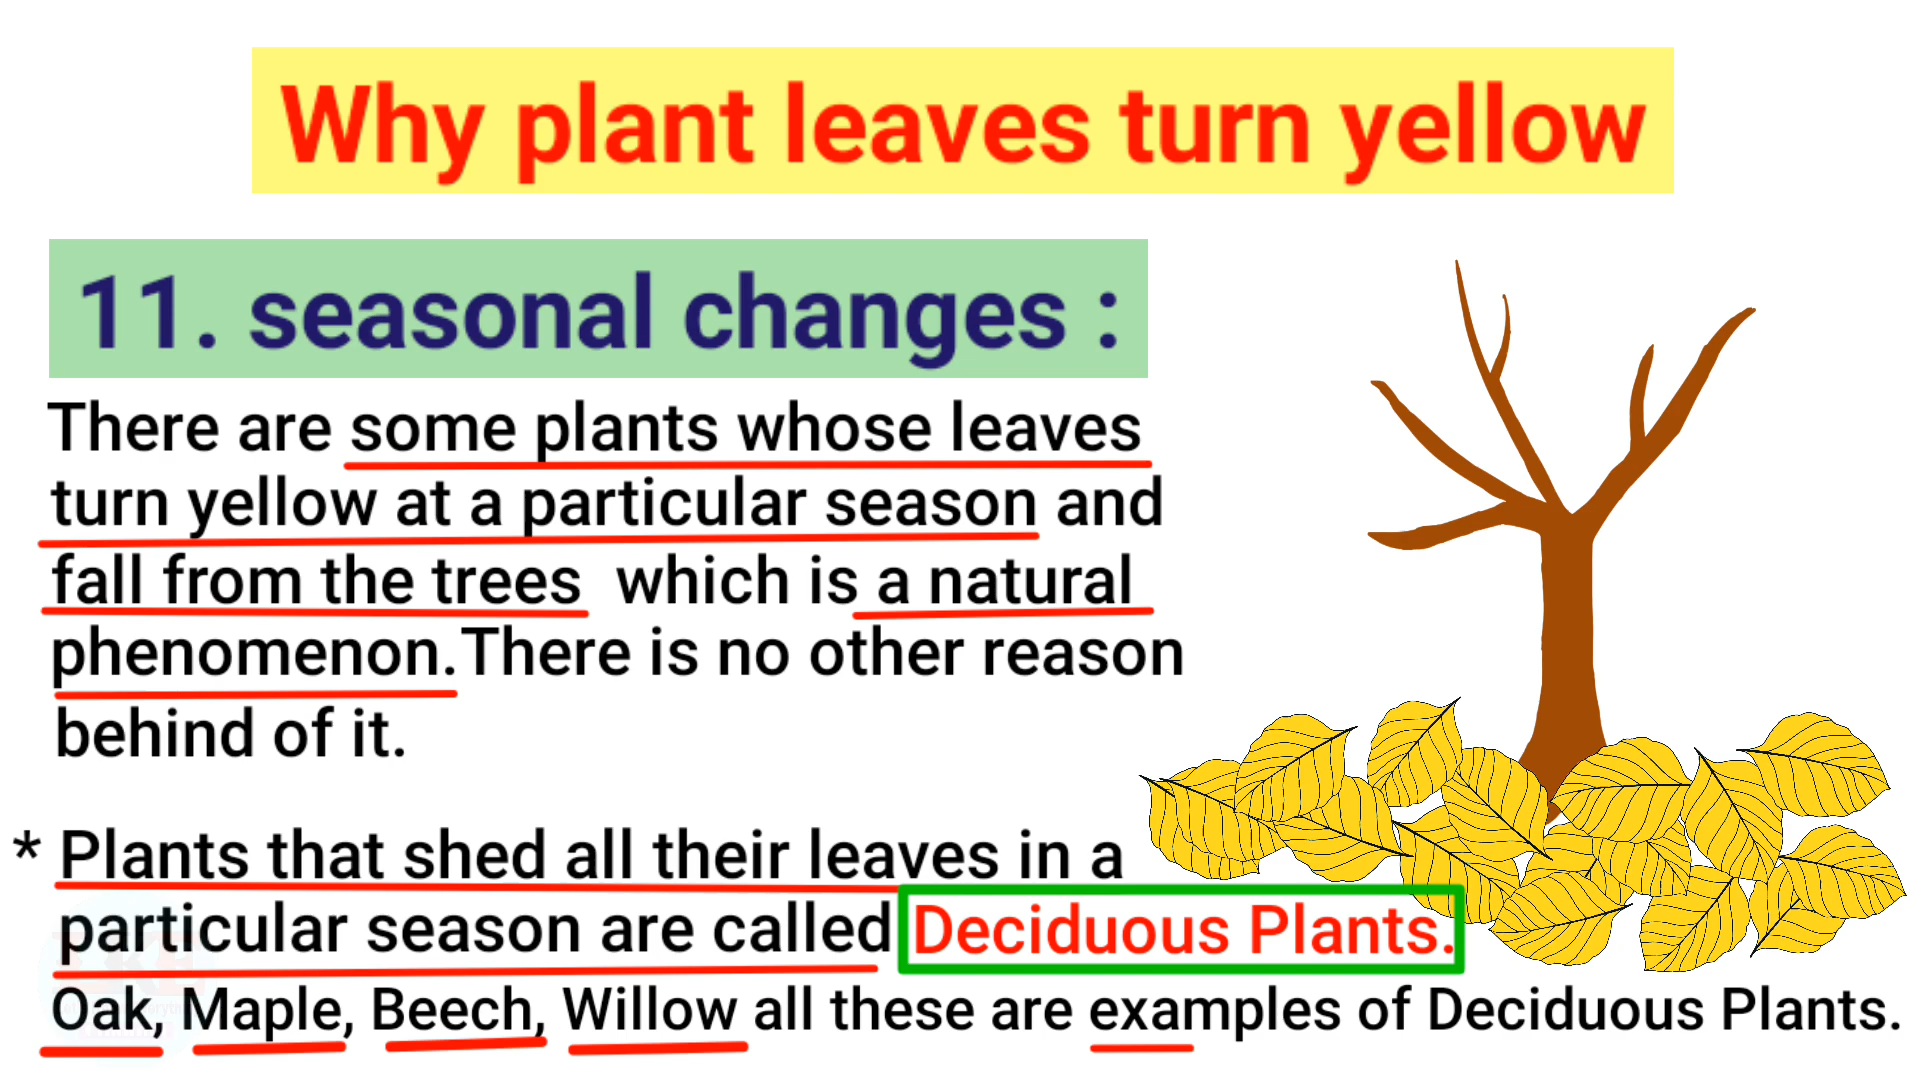 Why plant leaves turn yellow
11. seasonal changes :
There are some plants whose leaves
turn yellow at a particular season and
fall from the trees which is a natural
phenomenon.There is no other reason
behind of it.
* Plants that shed all their leaves in a
particular season are called Deciduous Plants.
Oak, Maple, Beech, Willow all these are examples of Deciduous Plants.